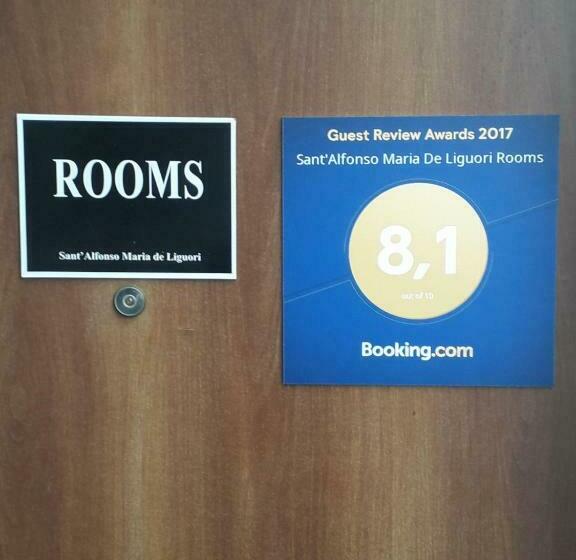 ROOMS
Sant'Alfonso Maria de Liguori
Guest Review Awards 2017
Sant'Alfonso Maria De Liguori Rooms
8,1
out of 10
Booking.com